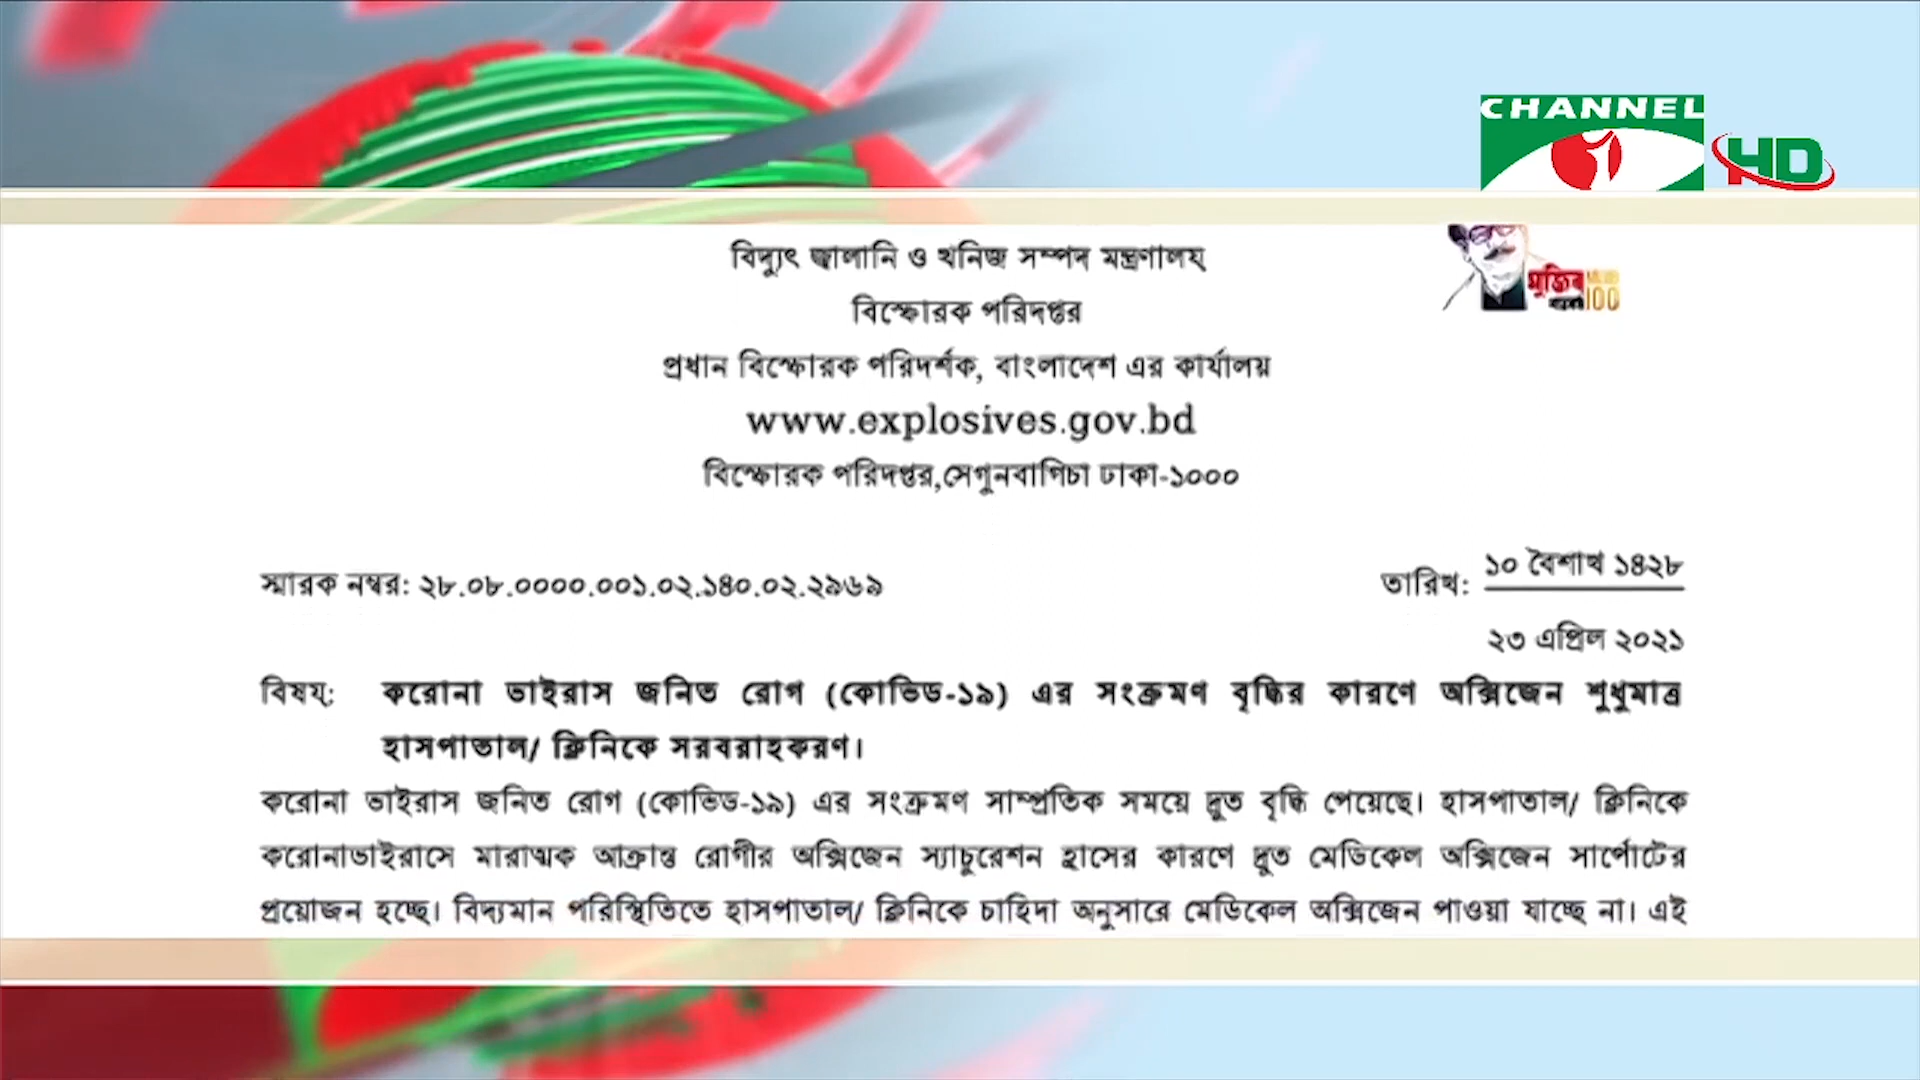 CHANNEL
HD
বিদ্যুৎ জ্বালানি ও খনিজ সম্পদ মন্ত্রণালয়
মুজিব
100
বিস্ফোরক পরিদপ্তর
প্রধান বিস্ফোরক পরিদর্শক, বাংলাদেশ এর কার্যালয়
www.explosives.gov.bd
বিস্ফোরক পরিদপ্তর,সেগুনবাগিচা ঢাকা-১০০০
স্মারক নম্বর: ২৮.০৮.০০০০.০০১.০২.১৪০.০২.২৯৬৯
তারিখ: ১০ বৈশাখ ১৪২৮
২৩ এপ্রিল ২০২১
বিষয়: করোনা ভাইরাস জনিত রোগ (কোভিড-১৯) এর সংক্রমণ বৃদ্ধির কারণে অক্সিজেন শুধুমাত্র
হাসপাতাল/ ক্লিনিকে সরবরাহকরণ।
করোনা ভাইরাস জনিত রোগ (কোভিড-১৯) এর সংক্রমণ সাম্প্রতিক সময়ে দ্রুত বৃদ্ধি পেয়েছে। হাসপাতাল/ ক্লিনিকে
করোনাভাইরাসে মারাত্মক আক্রান্ত রোগীর অক্সিজেন স্যাচুরেশন হ্রাসের কারণে দ্রুত মেডিকেল অক্সিজেন সার্পোটের
প্রয়োজন হচ্ছে। বিদ্যমান পরিস্থিতিতে হাসপাতাল/ ক্লিনিকে চাহিদা অনুসারে মেডিকেল অক্সিজেন পাওয়া যাচ্ছে না। এই